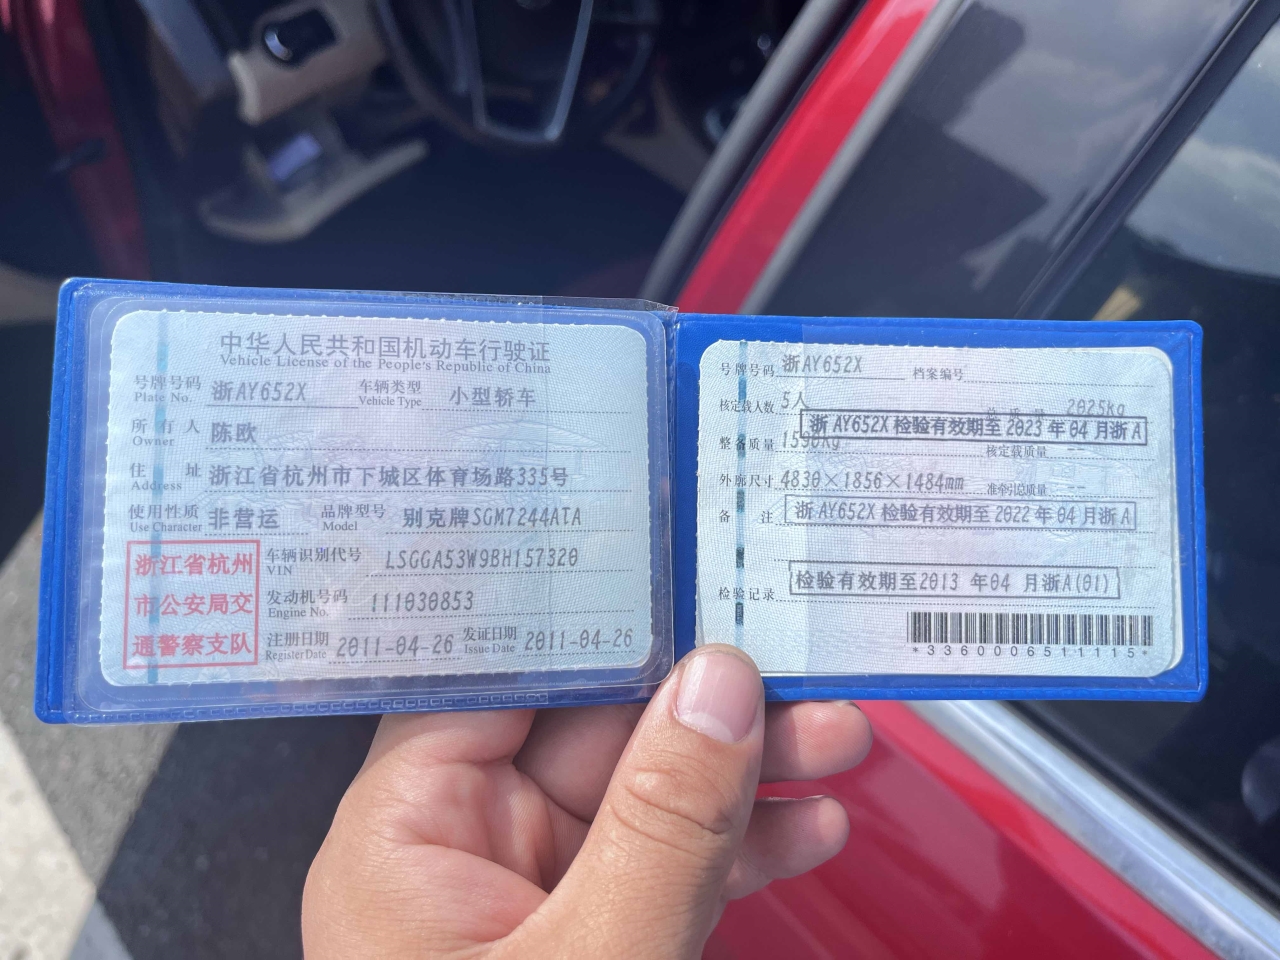 中华人民共和国机动车行驶证
Vehicle License of the People's Republic of China
号牌号码 浙AY652X 车辆类型 小型轿车
Plate No. Vehicle Type
所有人 陈欧
Owner
住址 浙江省杭州市下城区体育场路335号
Address
使用性质 非营运 品牌型号 别克牌SGM7244ATA
Use Character Model
浙江省杭州
市公安局交
通警察支队
车辆识别代号 LSGGA53W9BH157320
VIN
发动机号码 111030853
Engine No.
注册日期 2011-04-26 发证日期 2011-04-26
Register Date Issue Date
号牌号码 浙AY652X 档案编号
核定载人数 5人 总质量 2025kg
浙AY652X检验有效期至2023年04月浙A
整备质量 1590kg 核定载质量 --
外廓尺寸 4830×1856×1484mm 准牵引总质量 --
备注 浙AY652X检验有效期至2022年04月浙A
检验有效期至2013年04月浙A(01)
检验记录
*3360006511115*